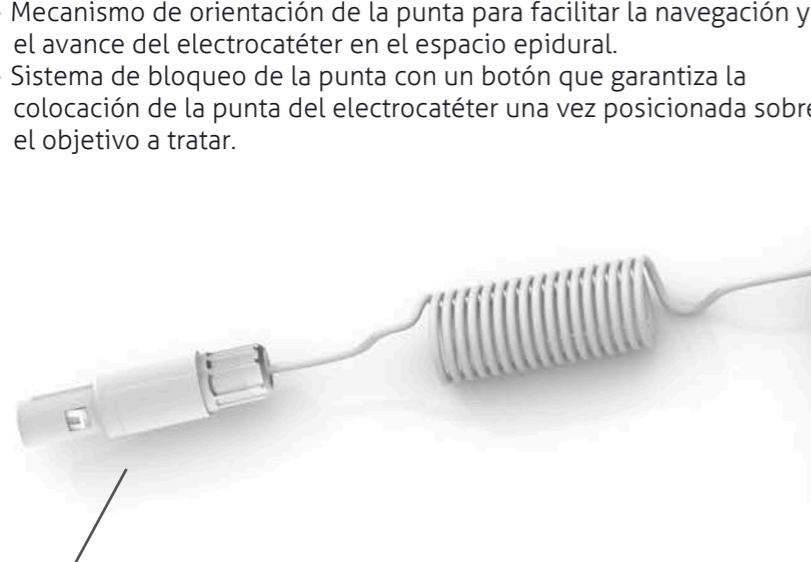 - Mecanismo de orientación de la punta para facilitar la navegación y
el avance del electrocatéter en el espacio epidural.
- Sistema de bloqueo de la punta con un botón que garantiza la
colocación de la punta del electrocatéter una vez posicionada sobre
el objetivo a tratar.